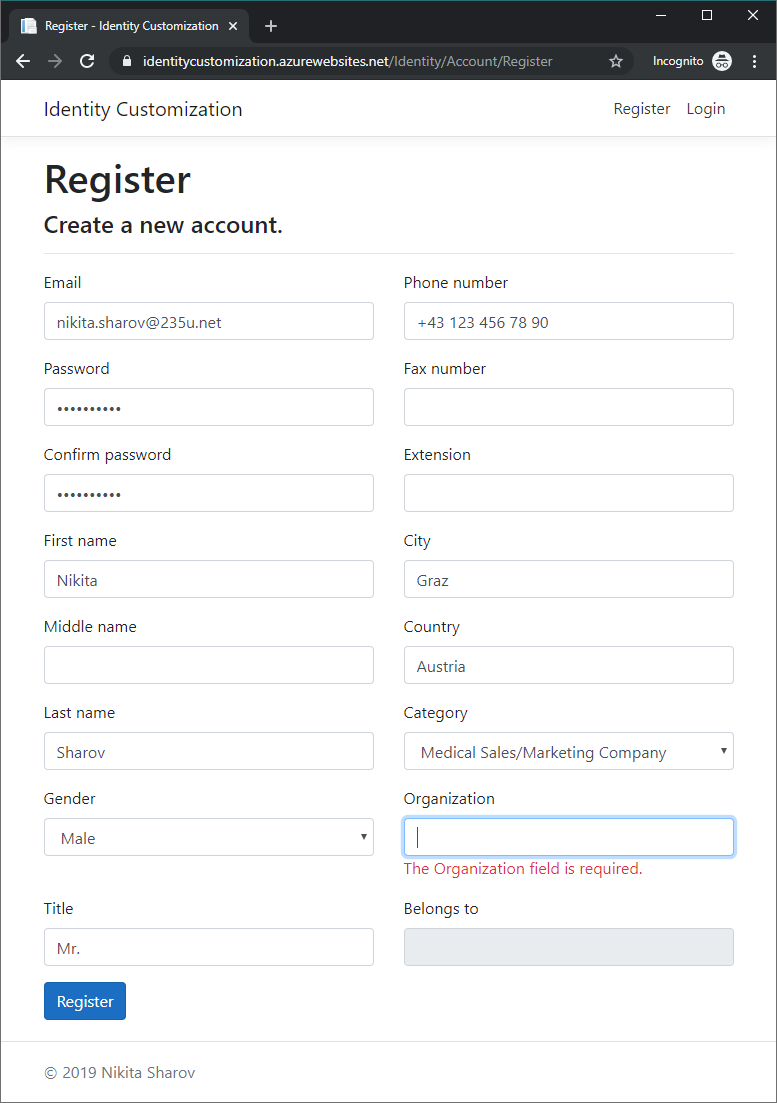 Register - Identity Customization
identitycustomization.azurewebsites.net/Identity/Account/Register
Incognito
Identity Customization
Register Login
Register
Create a new account.
Email Phone number
nikita.sharov@235u.net +43 123 456 78 90
Password Fax number
••••••••••
Confirm password Extension
••••••••••
First name City
Nikita Graz
Middle name Country
Austria
Last name Category
Sharov Medical Sales/Marketing Company
Gender Organization
Male
The Organization field is required.
Title Belongs to
Mr.
Register
© 2019 Nikita Sharov